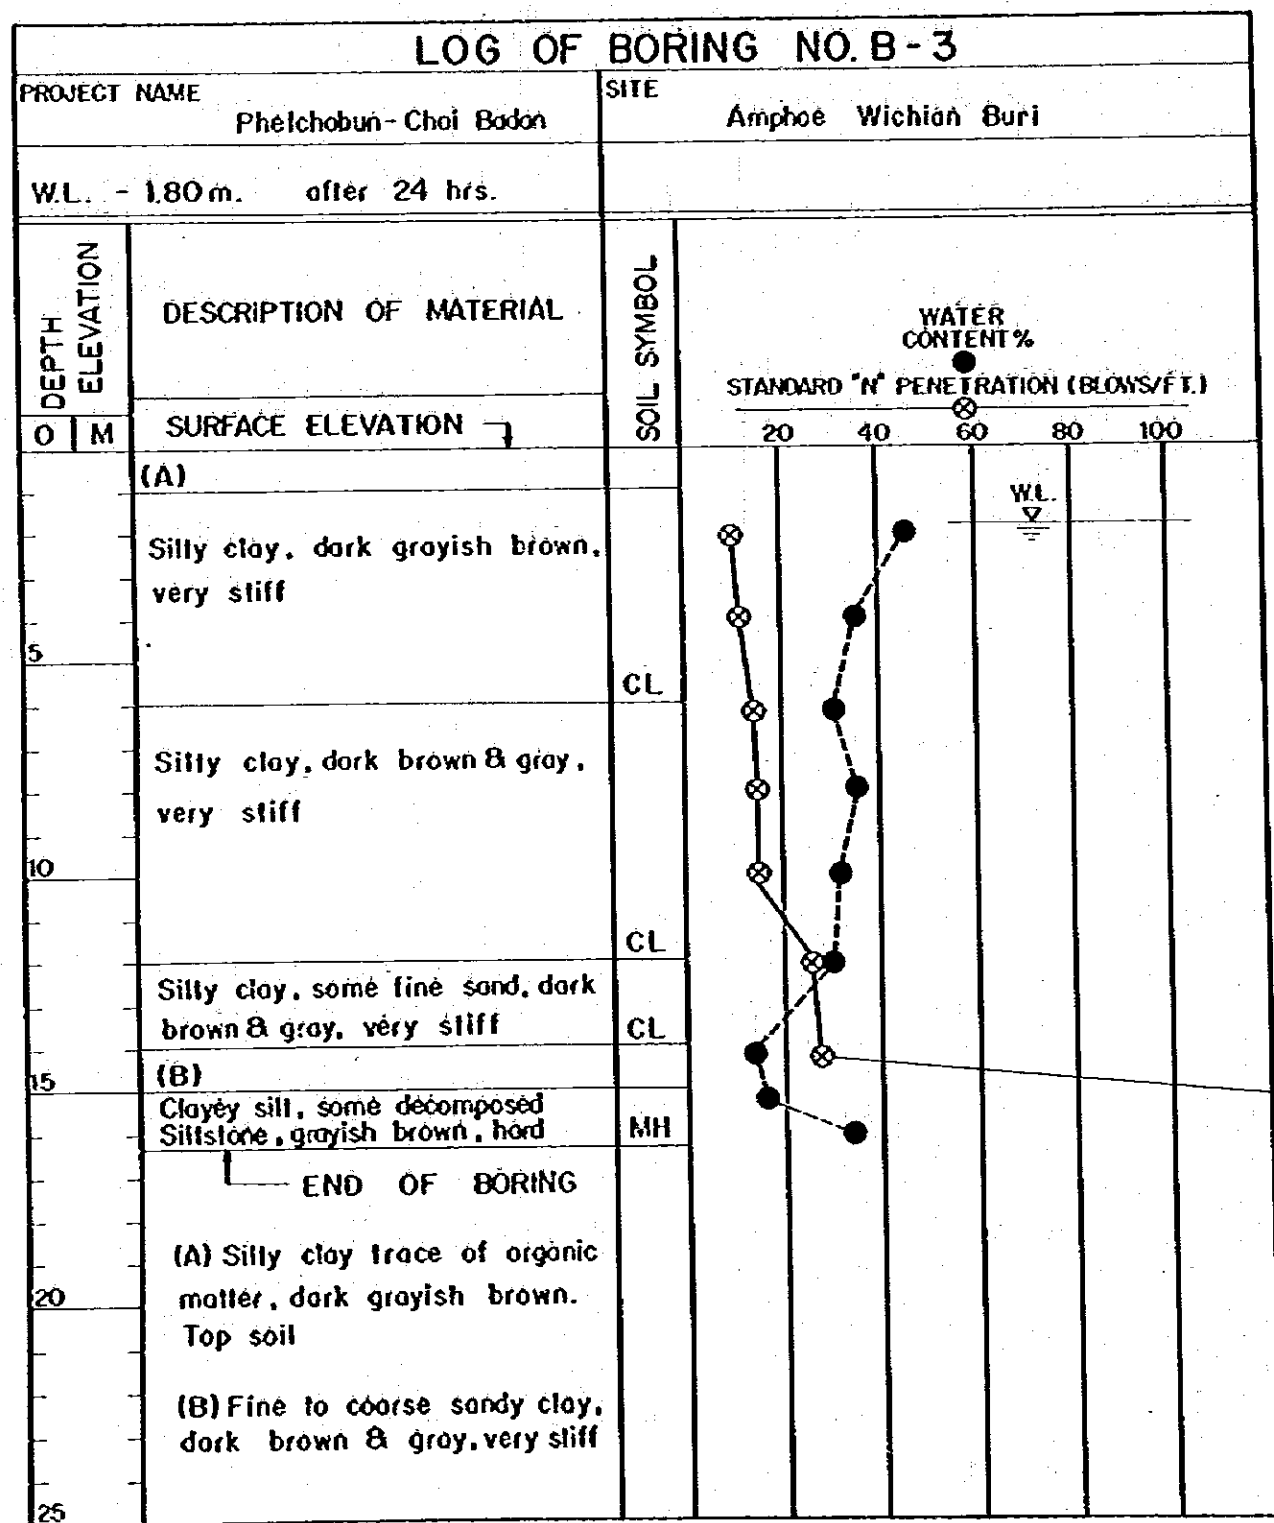 LOG OF BORING NO. B-3
PROJECT NAME
Phelchobun-Chai Badan
SITE
Amphoe Wichian Buri
W.L. - 1.80 m. after 24 hrs.
DEPTH
ELEVATION
DESCRIPTION OF MATERIAL
SOIL SYMBOL
WATER
CONTENT %
STANDARD "N" PENETRATION (BLOWS/FT.)
O M
SURFACE ELEVATION
20 40 60 80 100
(A)
W.L.
Silty clay, dark grayish brown,
very stiff
5
CL
Silty clay, dark brown & gray,
very stiff
10
CL
Silty clay, some fine sand, dark
brown & gray, very stiff
CL
(B)
15
Clayey silt, some decomposed
Siltstone, grayish brown, hard
MH
END OF BORING
(A) Silty clay trace of organic
matter, dark grayish brown.
Top soil
20
(B) Fine to coarse sandy clay,
dark brown & gray, very stiff
25